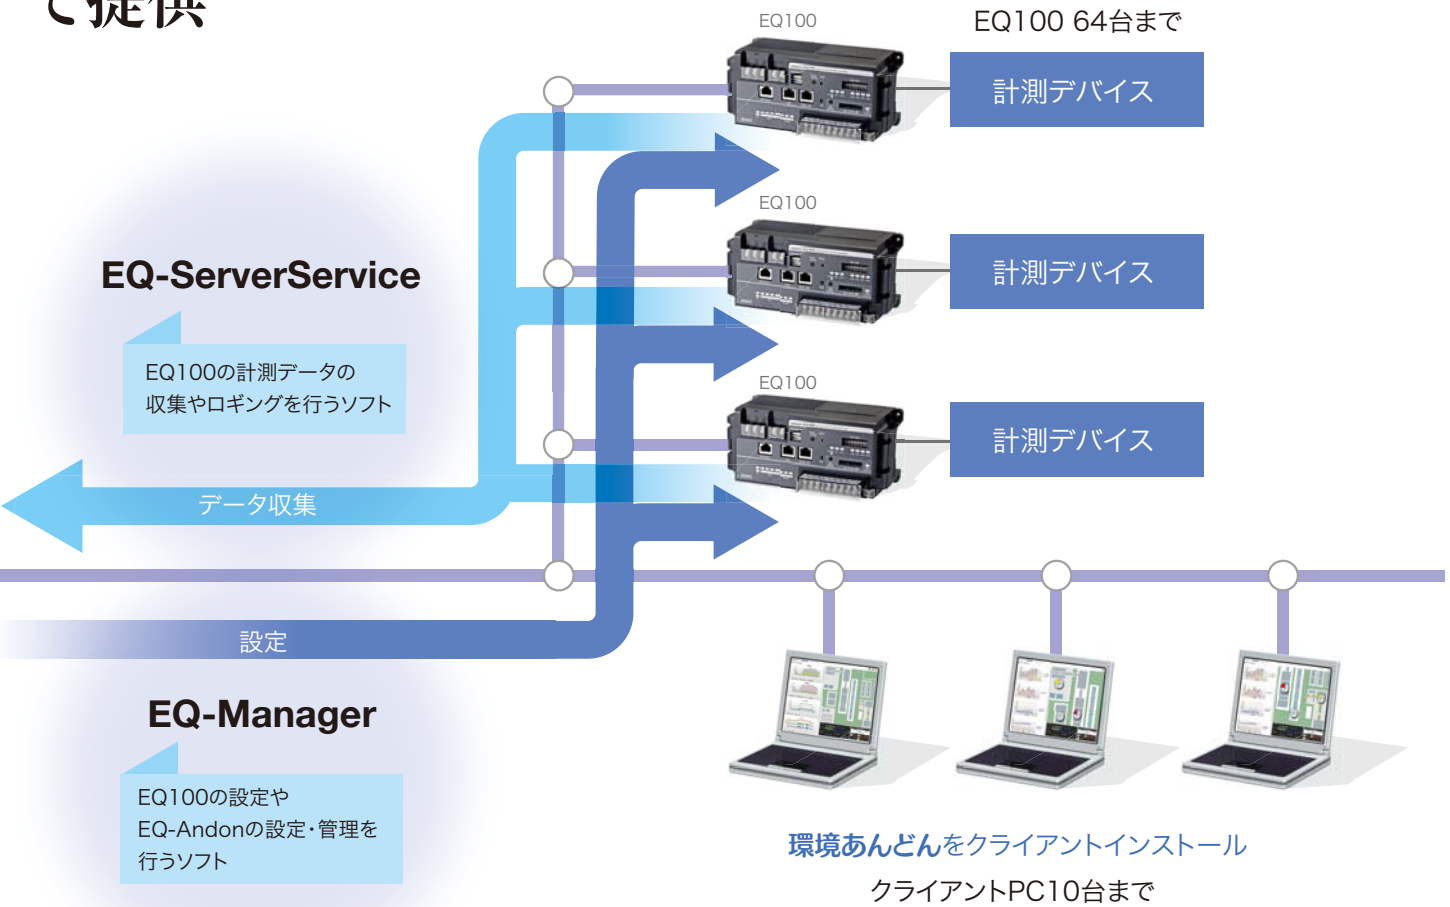 で提供
EQ100
EQ100 64台まで
計測デバイス
EQ100
計測デバイス
EQ-ServerService
EQ100の計測データの
収集やロギングを行うソフト
EQ100
計測デバイス
データ収集
設定
EQ-Manager
EQ100の設定や
EQ-Andonの設定・管理を
行うソフト
環境あんどんをクライアントインストール
クライアントPC10台まで